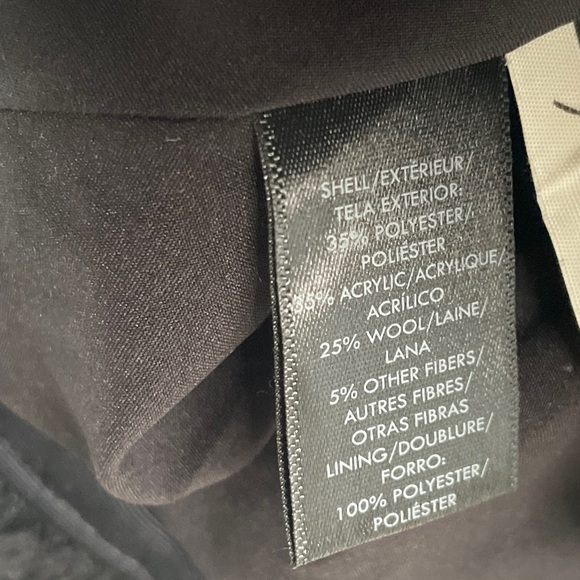 SHELL/EXTÉRIEUR/
TELA EXTERIOR:
35% POLYESTER/
POLIÉSTER
35% ACRYLIC/ACRYLIQUE/
ACRÍLICO
25% WOOL/LAINE/
LANA
5% OTHER FIBERS/
AUTRES FIBRES/
OTRAS FIBRAS
LINING/DOUBLURE/
FORRO:
100% POLYESTER/
POLIÉSTER